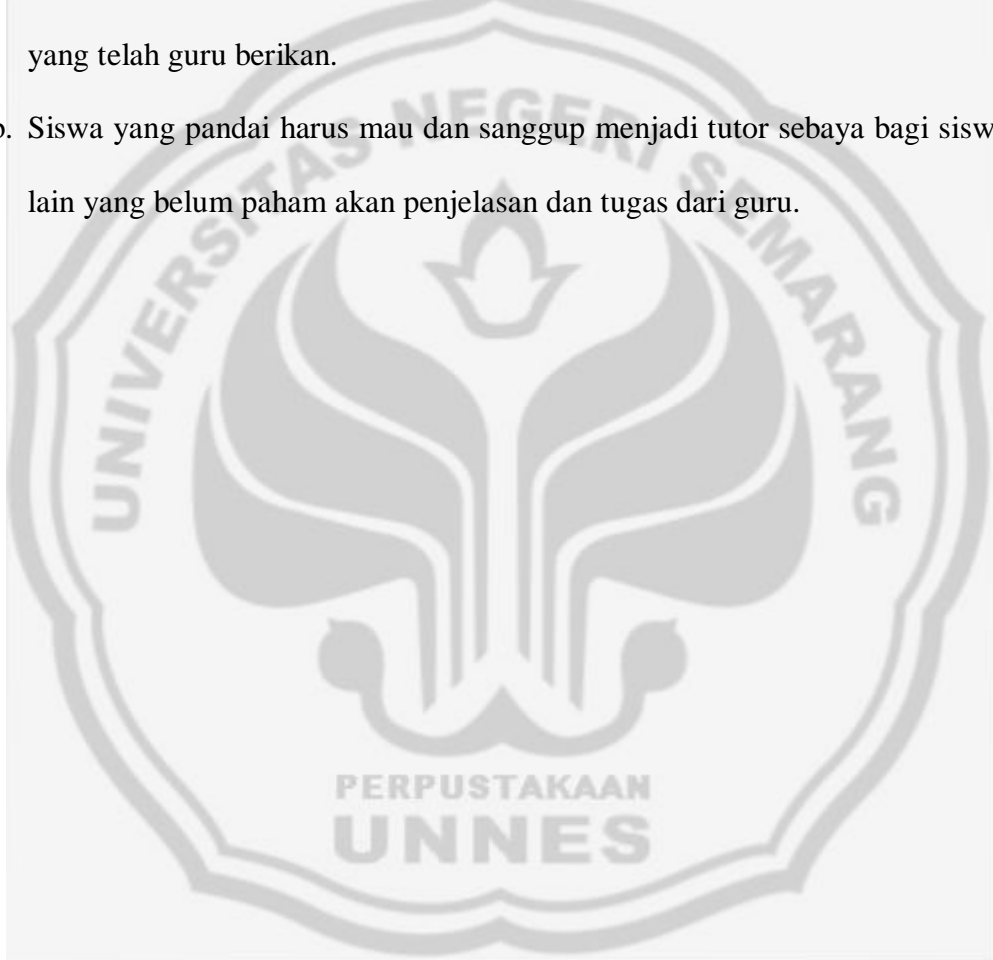 yang telah guru berikan.
b. Siswa yang pandai harus mau dan sanggup menjadi tutor sebaya bagi sisw
lain yang belum paham akan penjelasan dan tugas dari guru.
UNIVERSITAS NEGERI SEMARANG
PERPUSTAKAAN
UNNES